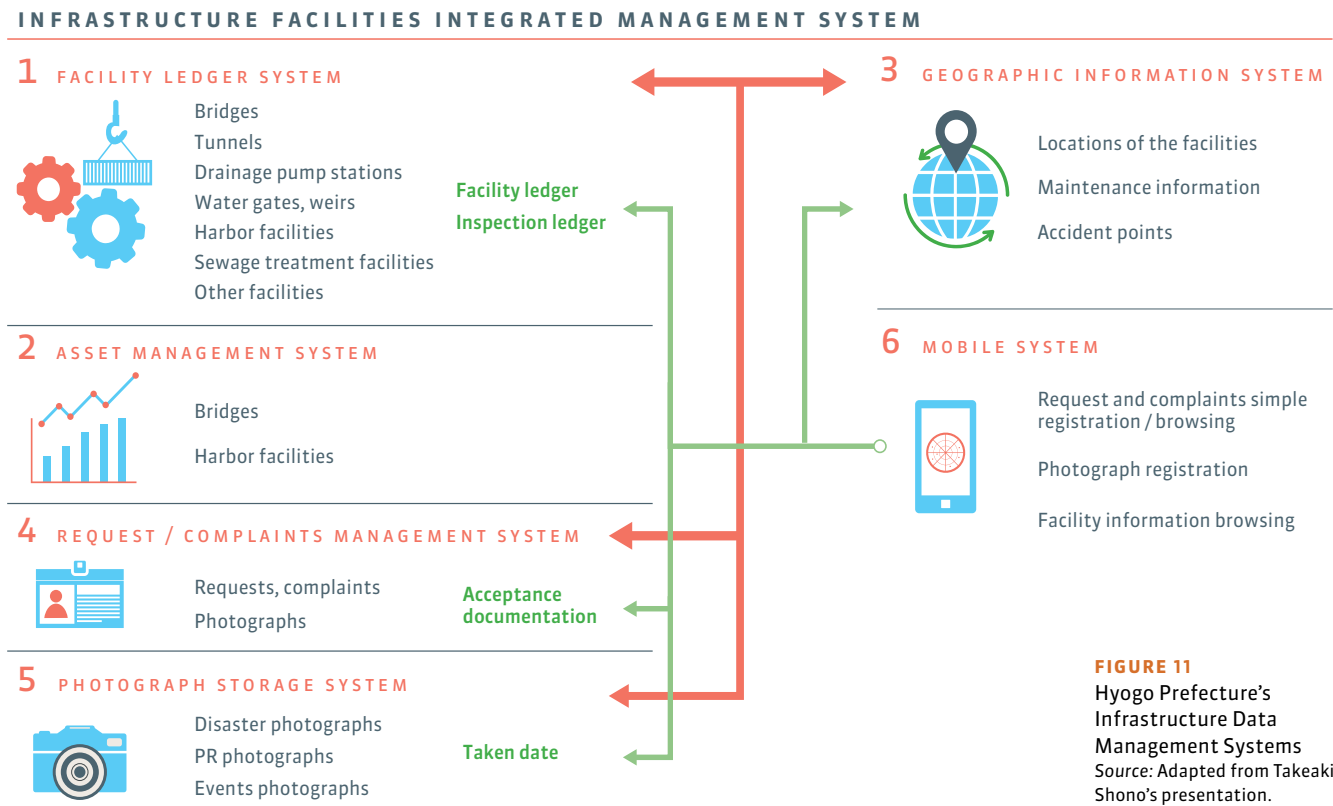 INFRASTRUCTURE FACILITIES INTEGRATED MANAGEMENT SYSTEM
1 FACILITY LEDGER SYSTEM
Bridges
Tunnels
Drainage pump stations
Water gates, weirs
Harbor facilities
Sewage treatment facilities
Other facilities
Facility ledger
Inspection ledger
2 ASSET MANAGEMENT SYSTEM
Bridges
Harbor facilities
3 GEOGRAPHIC INFORMATION SYSTEM
Locations of the facilities
Maintenance information
Accident points
4 REQUEST / COMPLAINTS MANAGEMENT SYSTEM
Requests, complaints
Photographs
Acceptance
documentation
5 PHOTOGRAPH STORAGE SYSTEM
Disaster photographs
PR photographs
Events photographs
Taken date
6 MOBILE SYSTEM
Request and complaints simple
registration / browsing
Photograph registration
Facility information browsing
FIGURE 11
Hyogo Prefecture's
Infrastructure Data
Management Systems
Source: Adapted from Takeaki
Shono's presentation.